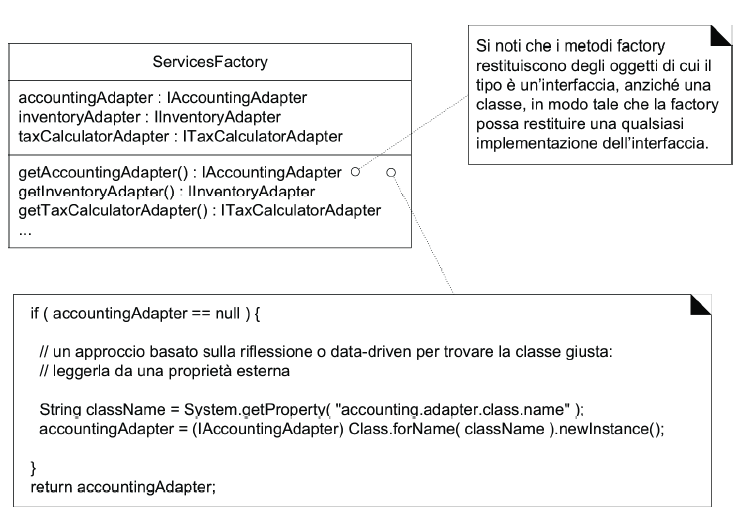 ServicesFactory
accountingAdapter : IAccountingAdapter
inventoryAdapter : IInventoryAdapter
taxCalculatorAdapter : ITaxCalculatorAdapter
getAccountingAdapter() : IAccountingAdapter
getInventoryAdapter() : IInventoryAdapter
getTaxCalculatorAdapter() : ITaxCalculatorAdapter
...
Si noti che i metodi factory
restituiscono degli oggetti di cui il
tipo è un'interfaccia, anziché una
classe, in modo tale che la factory
possa restituire una qualsiasi
implementazione dell'interfaccia.
if ( accountingAdapter == null ) {
// un approccio basato sulla riflessione o data-driven per trovare la classe giusta:
// leggerla da una proprietà esterna
String className = System.getProperty( "accounting.adapter.class.name" );
accountingAdapter = (IAccountingAdapter) Class.forName( className ).newInstance();
}
return accountingAdapter;